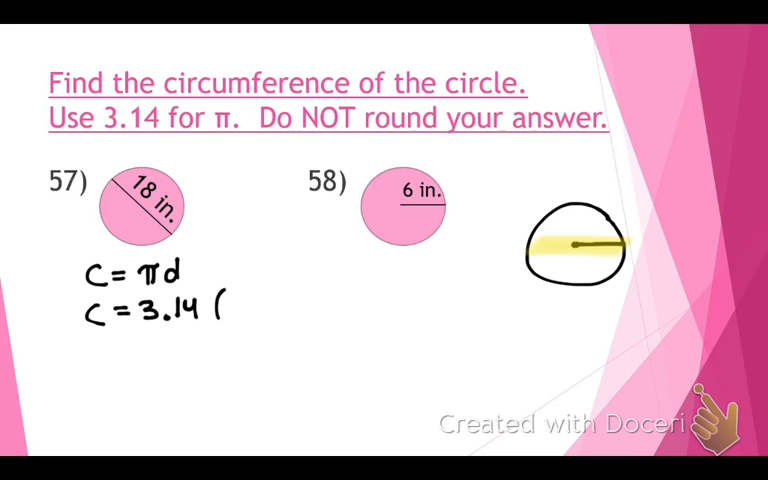 Find the circumference of the circle.
Use 3.14 for π. Do NOT round your answer.
57)
18 in.
58)
6 in.
C = πd
C = 3.14 (
Created with Doceri